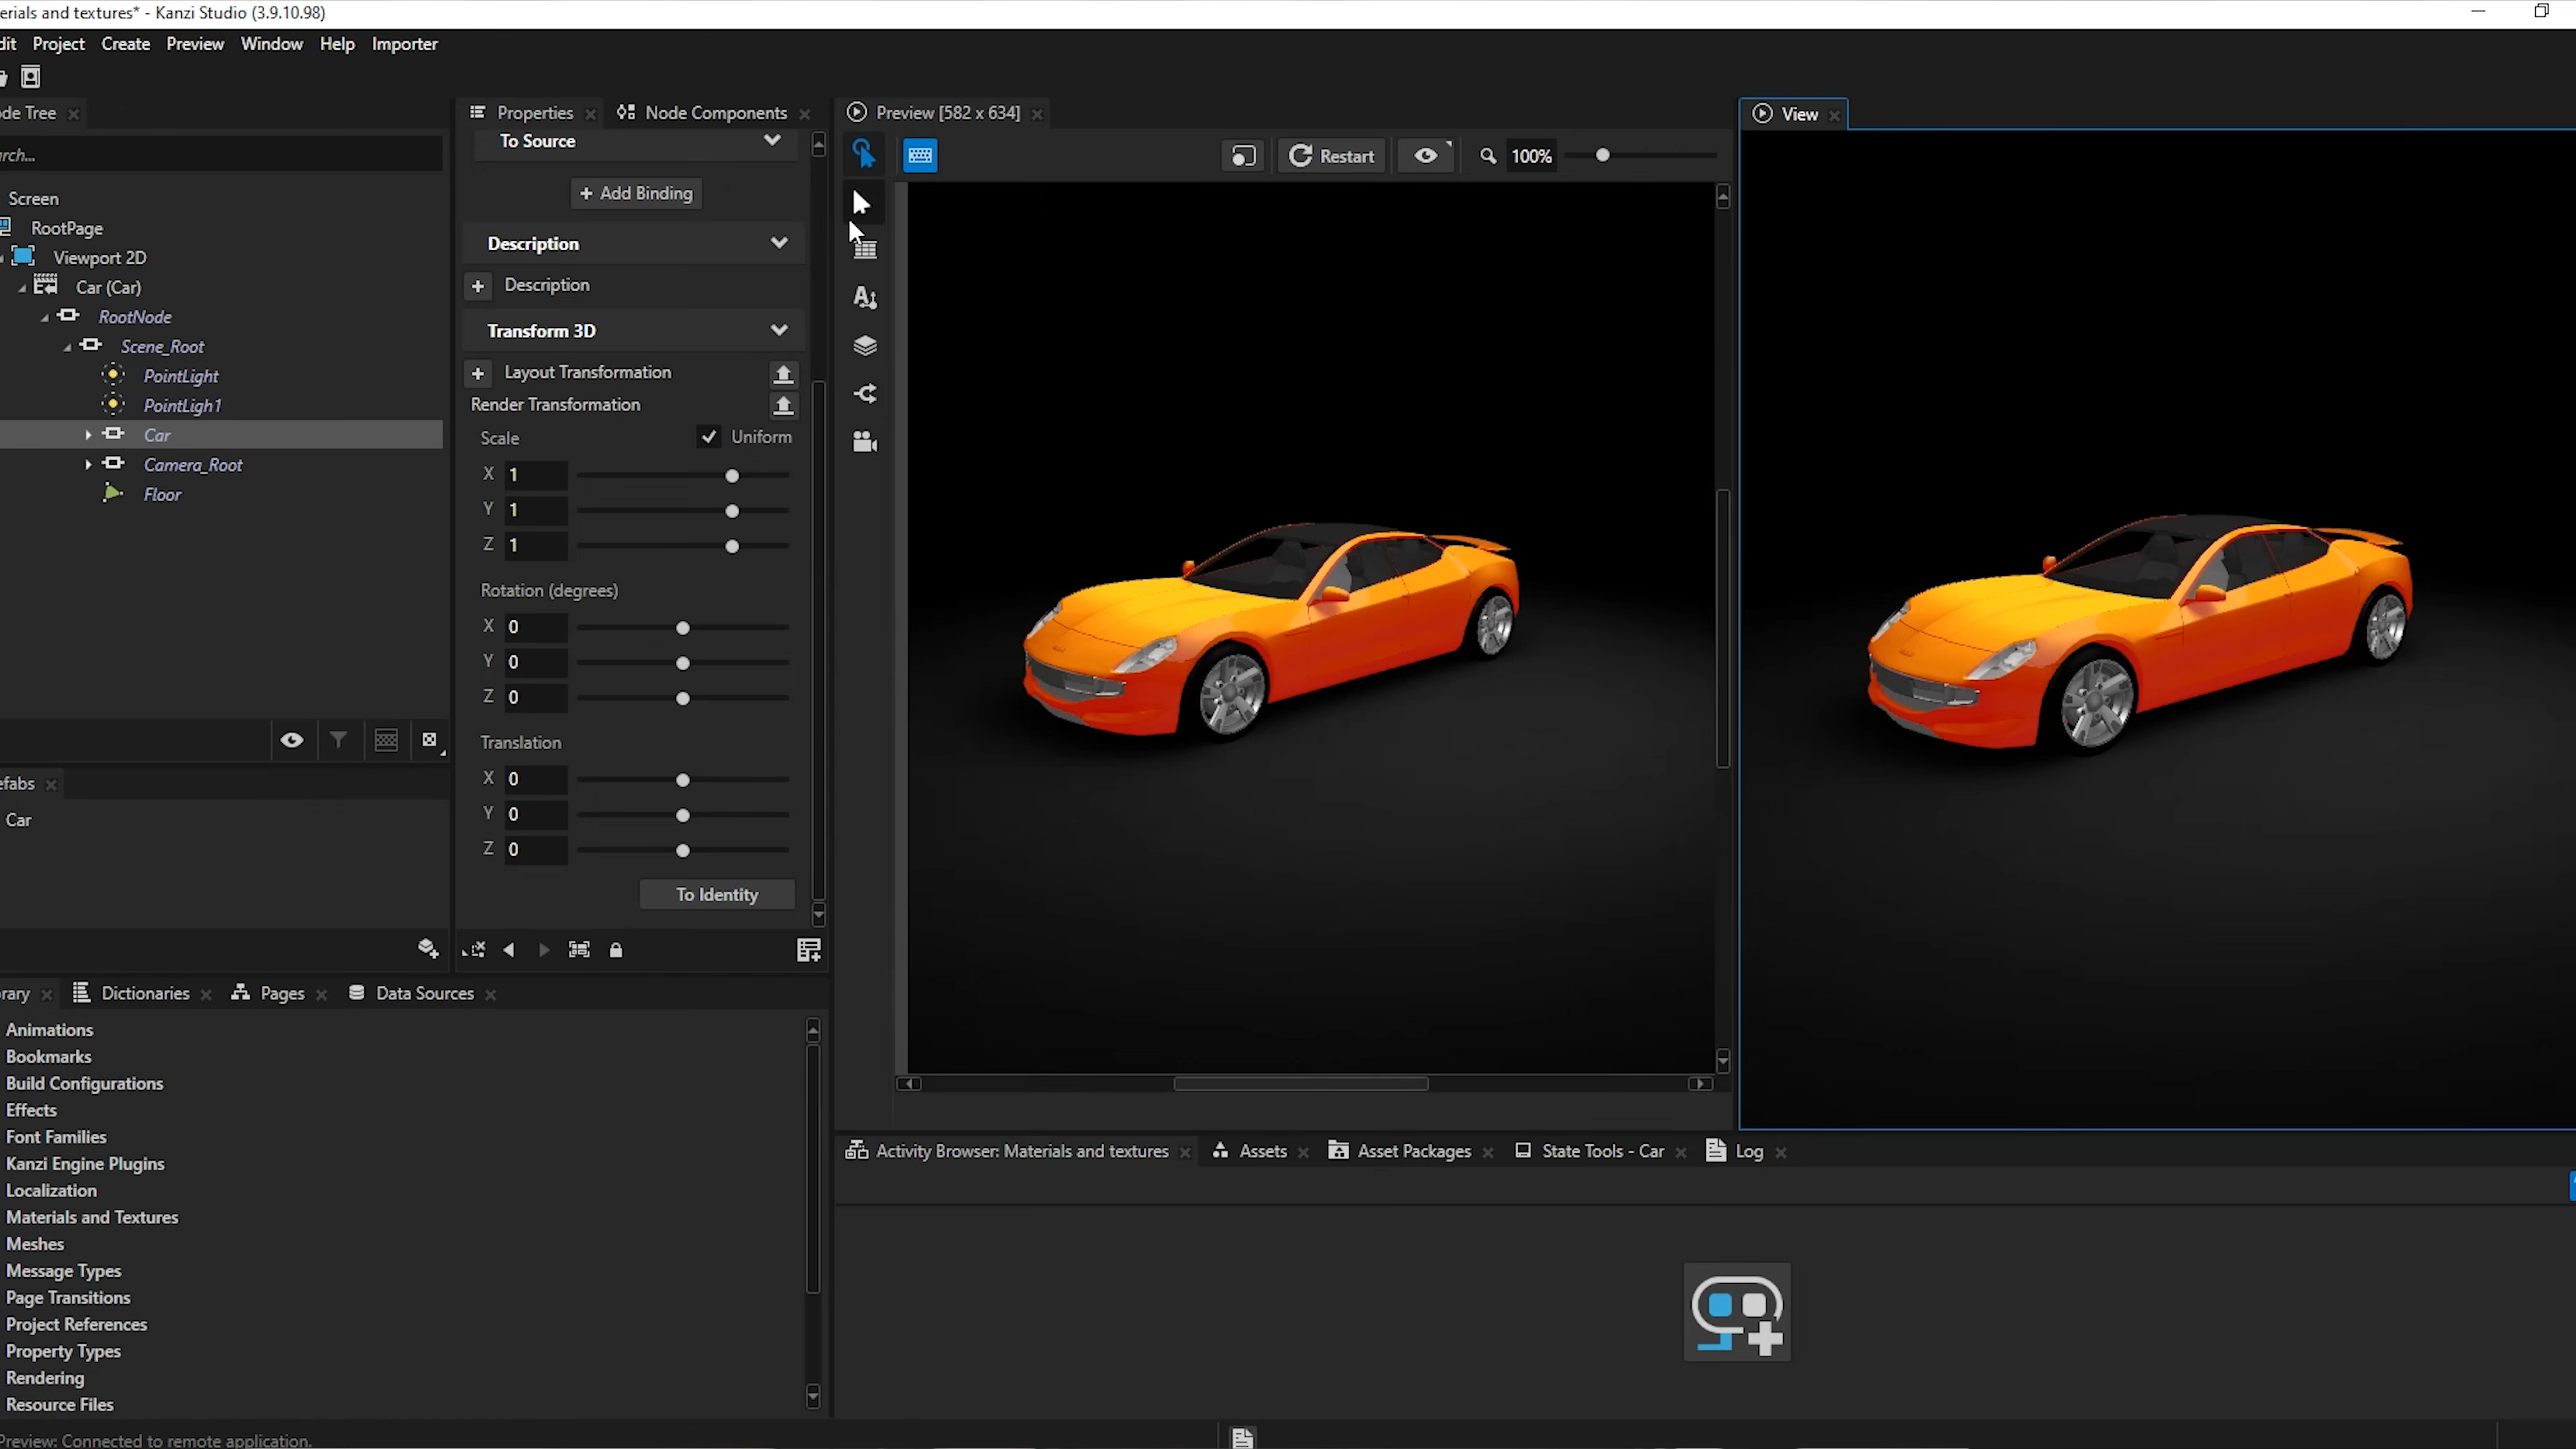 erials and textures* - Kanzi Studio (3.9.10.98)
dit Project Create Preview Window Help Importer
de Tree
Properties
Node Components
Preview [582 x 634]
View
rch...
To Source
Restart
100%
+ Add Binding
Screen
RootPage
Viewport 2D
Car (Car)
RootNode
Scene_Root
PointLight
PointLigh1
Car
Camera_Root
Floor
Description
+ Description
Transform 3D
+ Layout Transformation
Render Transformation
Scale
Uniform
X 1
Y 1
Z 1
Rotation (degrees)
X 0
Y 0
Z 0
Translation
X 0
Y 0
Z 0
To Identity
efabs
Car
rary
Dictionaries
Pages
Data Sources
Animations
Bookmarks
Build Configurations
Effects
Font Families
Kanzi Engine Plugins
Localization
Materials and Textures
Meshes
Message Types
Page Transitions
Project References
Property Types
Rendering
Resource Files
Activity Browser: Materials and textures
Assets
Asset Packages
State Tools - Car
Log
Preview: Connected to remote application.